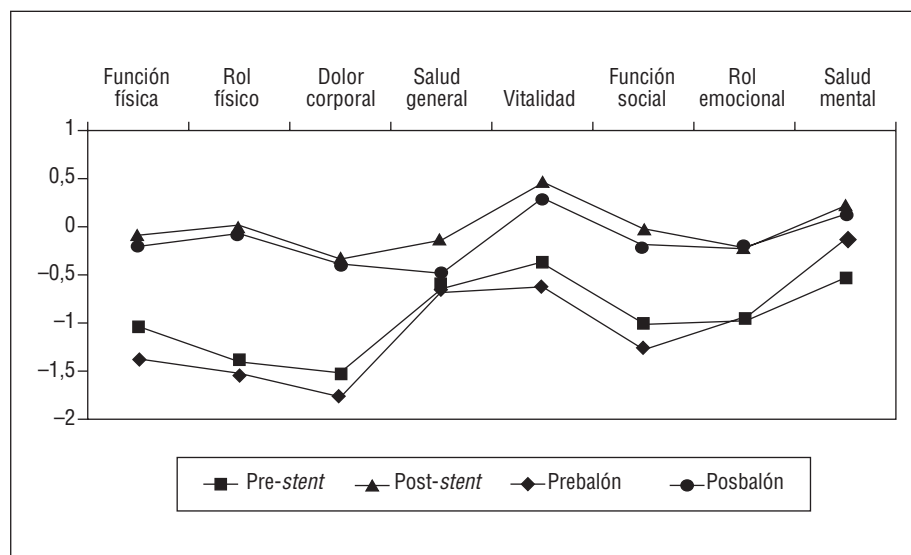 Función física
Rol físico
Dolor corporal
Salud general
Vitalidad
Función social
Rol emocional
Salud mental
1
0,5
0
−0,5
−1
−1,5
−2
Pre-stent
Post-stent
Prebalón
Posbalón